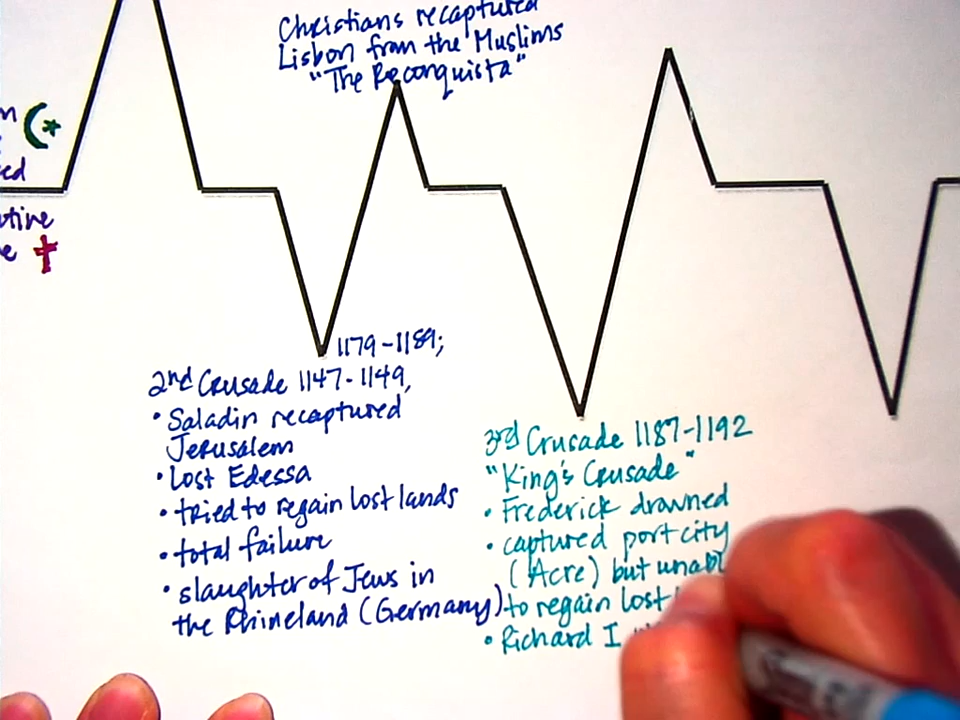 Christians recaptured
Lisbon from the Muslims
"The Reconquista"
1179-1189;
2nd Crusade 1147-1149,
• Saladin recaptured
Jerusalem
• Lost Edessa
• tried to regain lost lands
• total failure
• slaughter of Jews in
the Rhineland (Germany)
3rd Crusade 1187-1192
"King's Crusade"
• Frederick drowned
• captured port city
(Acre) but
to regain lost
• Richard I